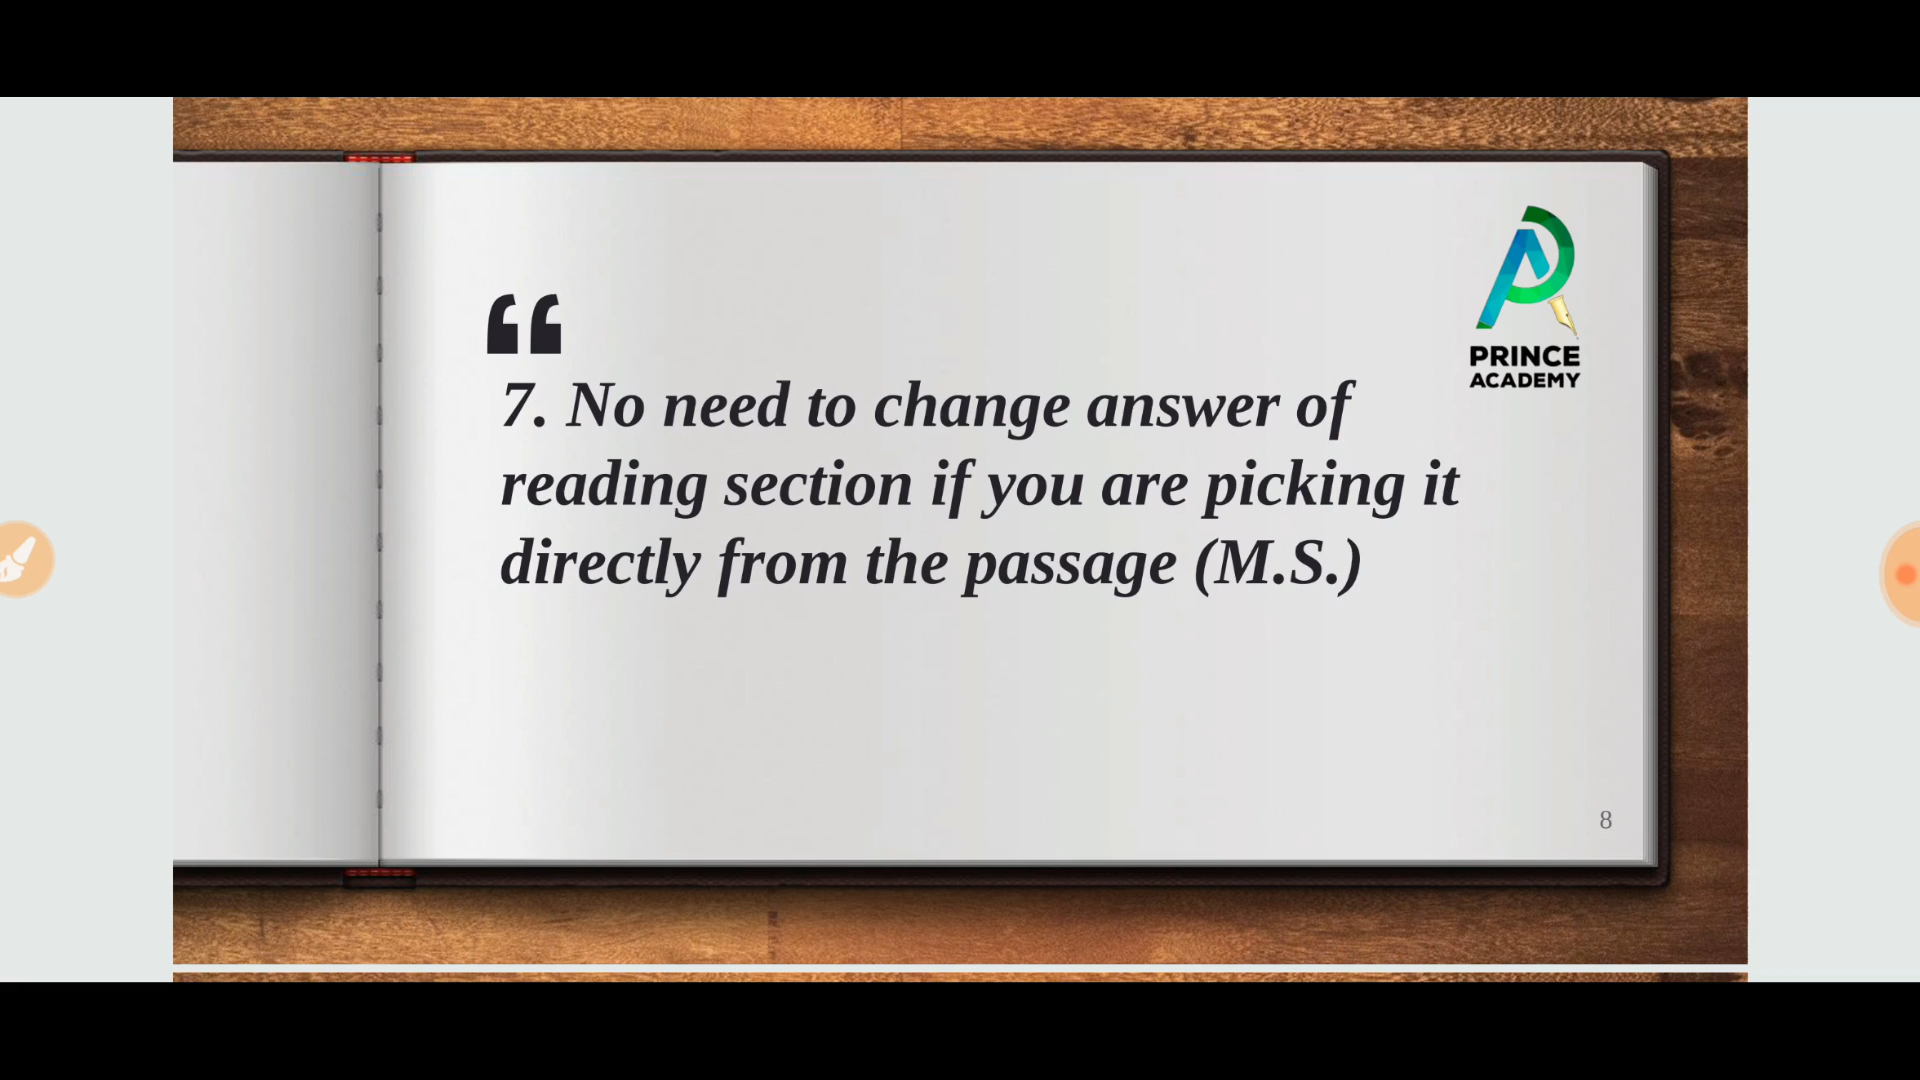 PRINCE
ACADEMY
7. No need to change answer of
reading section if you are picking it
directly from the passage (M.S.)
8